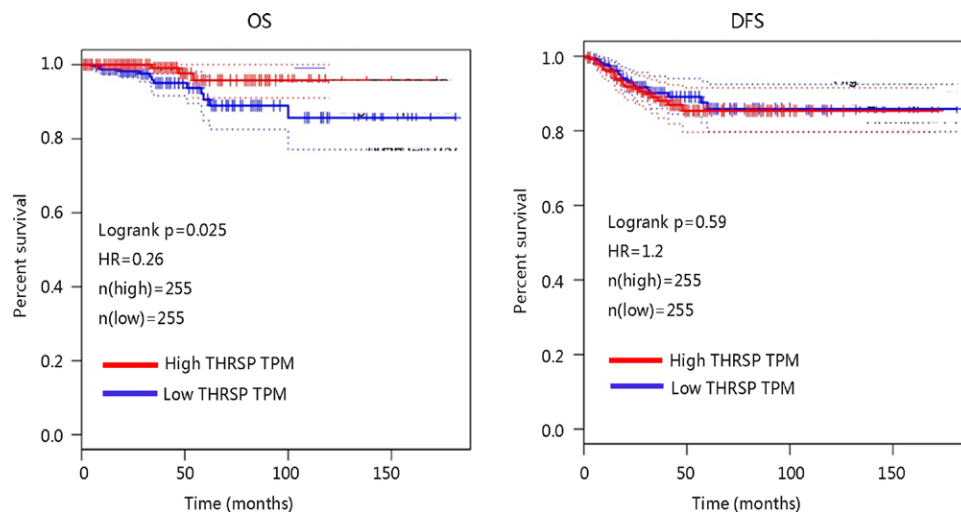 OS
Percent survival
1.0
0.8
0.6
0.4
0.2
0.0
Logrank p=0.025
HR=0.26
n(high)=255
n(low)=255
High THRSP TPM
Low THRSP TPM
0 50 100 150
Time (months)
DFS
Percent survival
1.0
0.8
0.6
0.4
0.2
0.0
Logrank p=0.59
HR=1.2
n(high)=255
n(low)=255
High THRSP TPM
Low THRSP TPM
0 50 100 150
Time (months)